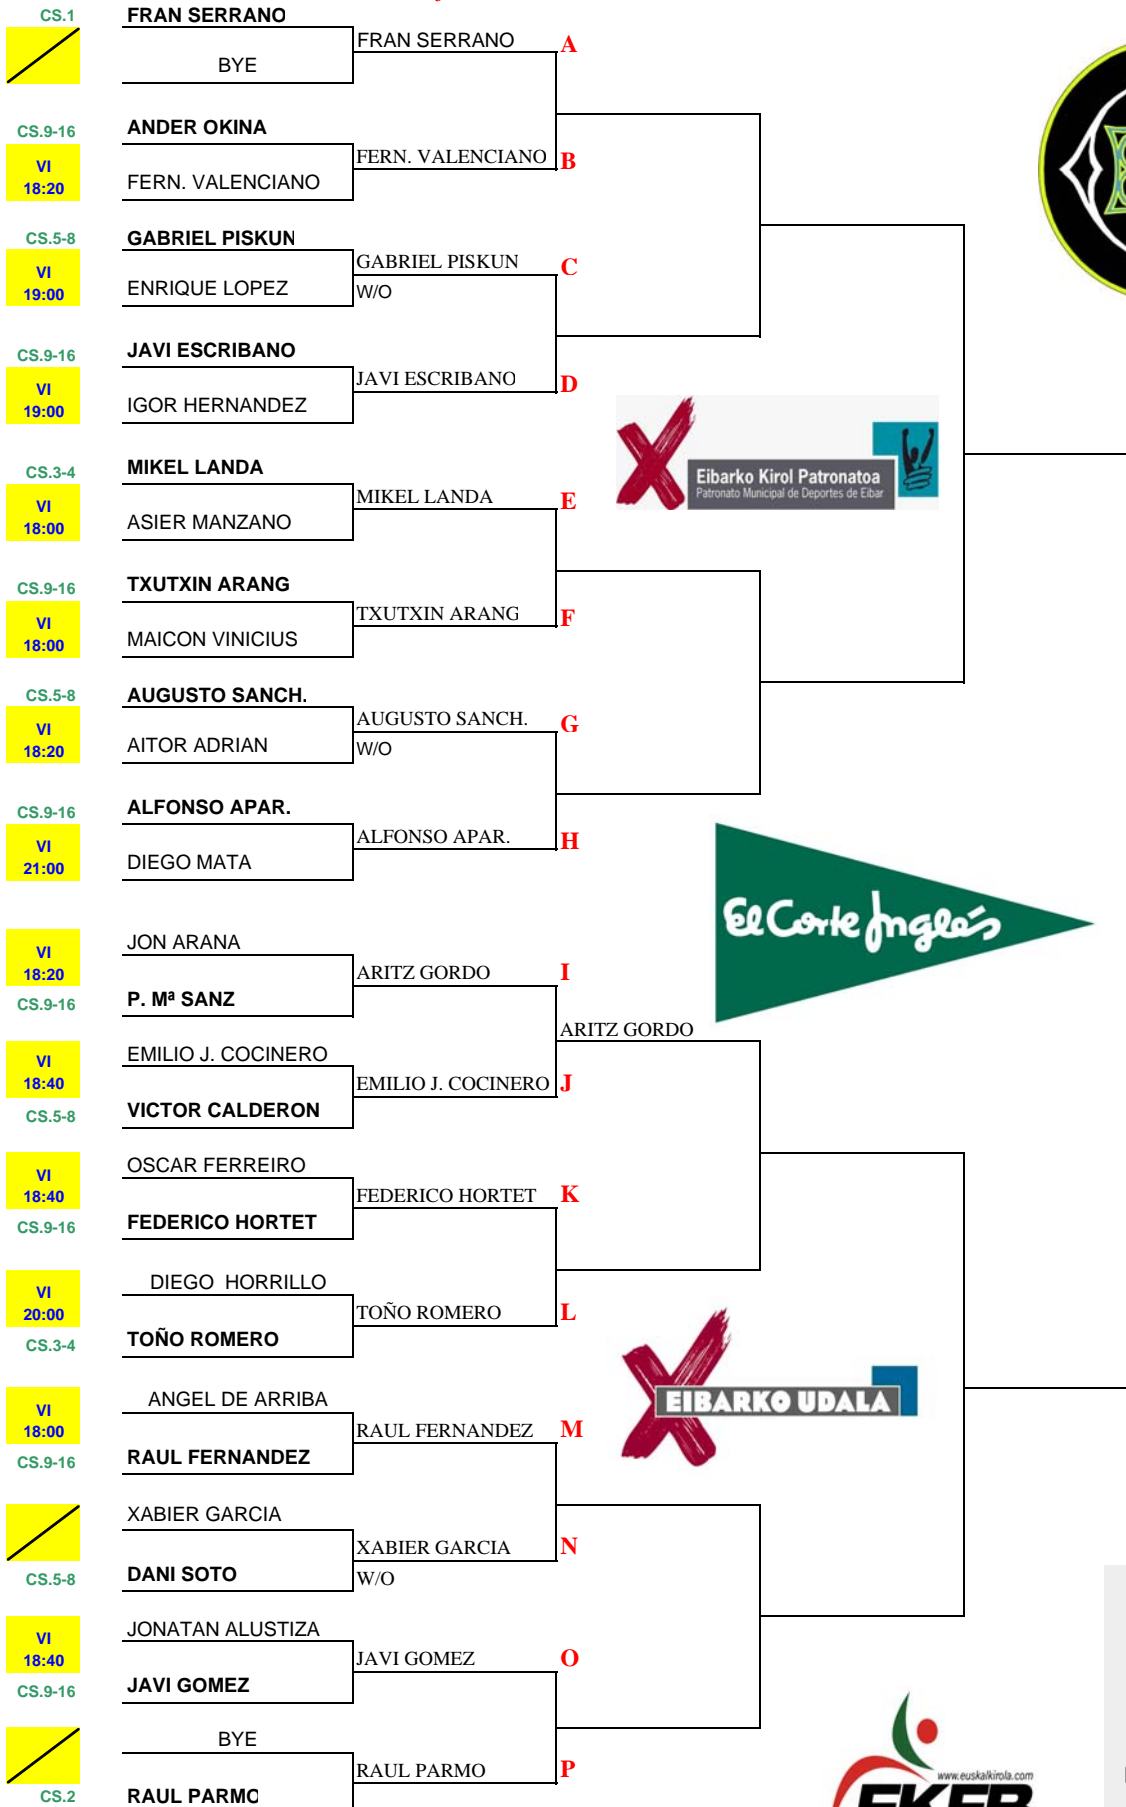 CS.1
FRAN SERRANO
FRAN SERRANO
A
BYE
CS.9-16
ANDER OKINA
VI
18:20
FERN. VALENCIANO
B
FERN. VALENCIANO
CS.5-8
GABRIEL PISKUN
VI
19:00
GABRIEL PISKUN
C
ENRIQUE LOPEZ
W/O
CS.9-16
JAVI ESCRIBANO
VI
19:00
JAVI ESCRIBANO
D
IGOR HERNANDEZ
Eibarko Kirol Patronatoa
Patronato Municipal de Deportes de Eibar
CS.3-4
MIKEL LANDA
VI
18:00
MIKEL LANDA
E
ASIER MANZANO
CS.9-16
TXUTXIN ARANG
VI
18:00
TXUTXIN ARANG
F
MAICON VINICIUS
CS.5-8
AUGUSTO SANCH.
VI
18:20
AUGUSTO SANCH.
G
AITOR ADRIAN
W/O
CS.9-16
ALFONSO APAR.
VI
21:00
ALFONSO APAR.
H
DIEGO MATA
El Corte Inglés
JON ARANA
VI
18:20
ARITZ GORDO
I
P. Mª SANZ
CS.9-16
ARITZ GORDO
EMILIO J. COCINERO
VI
18:40
EMILIO J. COCINERO
J
VICTOR CALDERON
CS.5-8
OSCAR FERREIRO
VI
18:40
FEDERICO HORTET
K
FEDERICO HORTET
CS.9-16
DIEGO HORRILLO
VI
20:00
TOÑO ROMERO
L
TOÑO ROMERO
CS.3-4
EIBARKO UDALA
ANGEL DE ARRIBA
VI
18:00
RAUL FERNANDEZ
M
RAUL FERNANDEZ
CS.9-16
XABIER GARCIA
XABIER GARCIA
N
DANI SOTO
W/O
CS.5-8
JONATAN ALUSTIZA
VI
18:40
JAVI GOMEZ
O
JAVI GOMEZ
CS.9-16
BYE
RAUL PARMO
P
www.euskalkirola.com
RAUL PARMO
CS.2